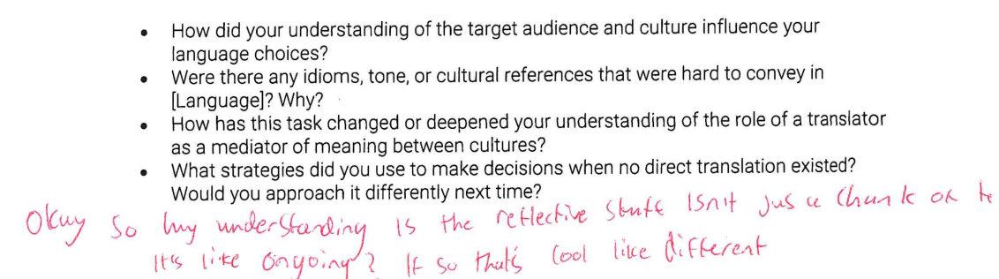 • How did your understanding of the target audience and culture influence your
language choices?
• Were there any idioms, tone, or cultural references that were hard to convey in
[Language]? Why?
• How has this task changed or deepened your understanding of the role of a translator
as a mediator of meaning between cultures?
• What strategies did you use to make decisions when no direct translation existed?
Would you approach it differently next time?
Okay so my understanding is the reflective stuff isn't jus a chunk of te
It's like ongoing? If so that's cool like different